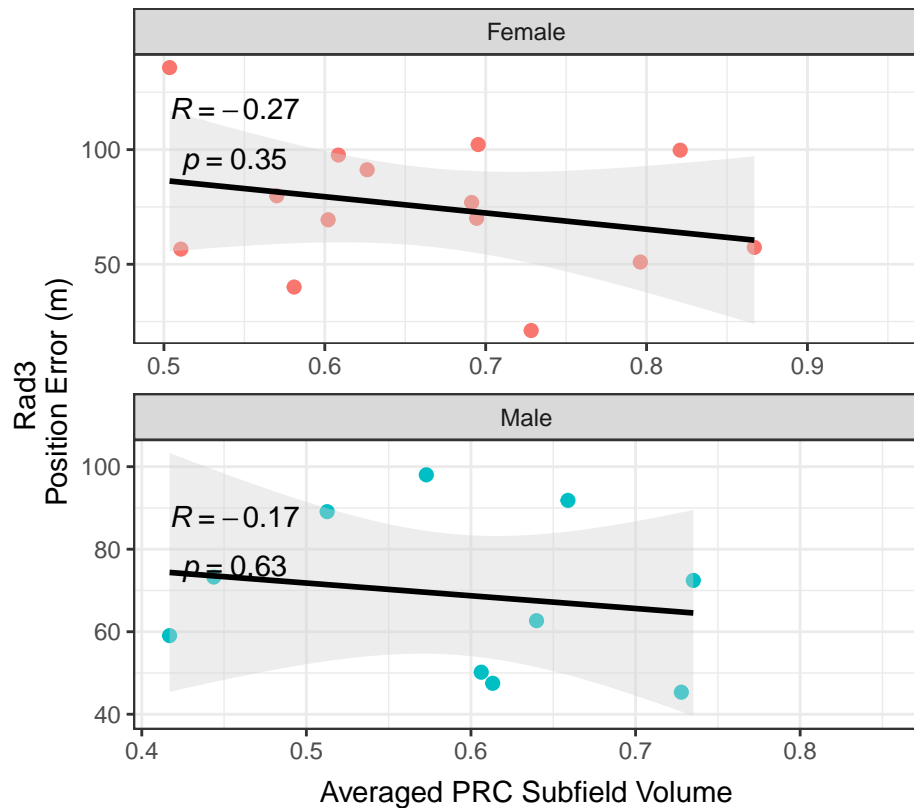 Female
R = −0.27
p = 0.35
100
50
0.5 0.6 0.7 0.8 0.9
Male
R = −0.17
p = 0.63
100
80
60
40
0.4 0.5 0.6 0.7 0.8
Rad3
Position Error (m)
Averaged PRC Subfield Volume